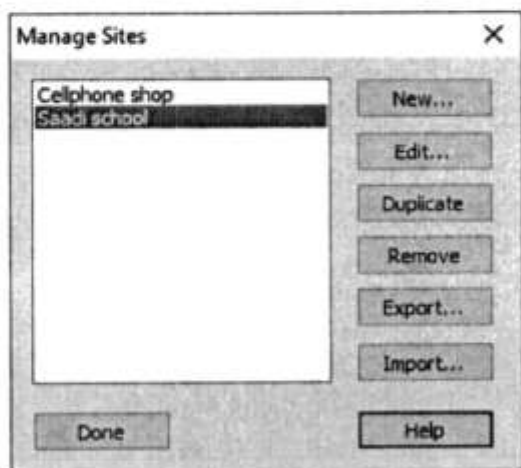 Manage Sites
Cellphone shop
Saadi school
New...
Edit...
Duplicate
Remove
Export...
Import...
Done
Help